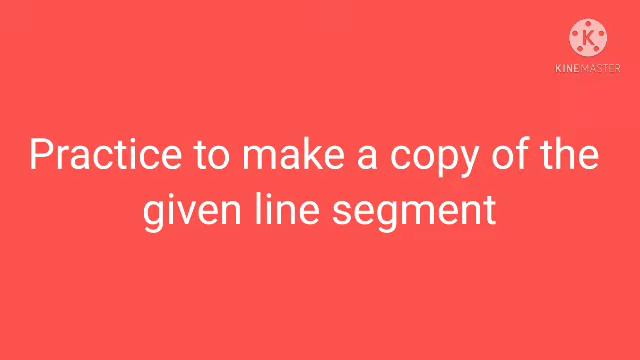 KINEMASTER
Practice to make a copy of the
given line segment